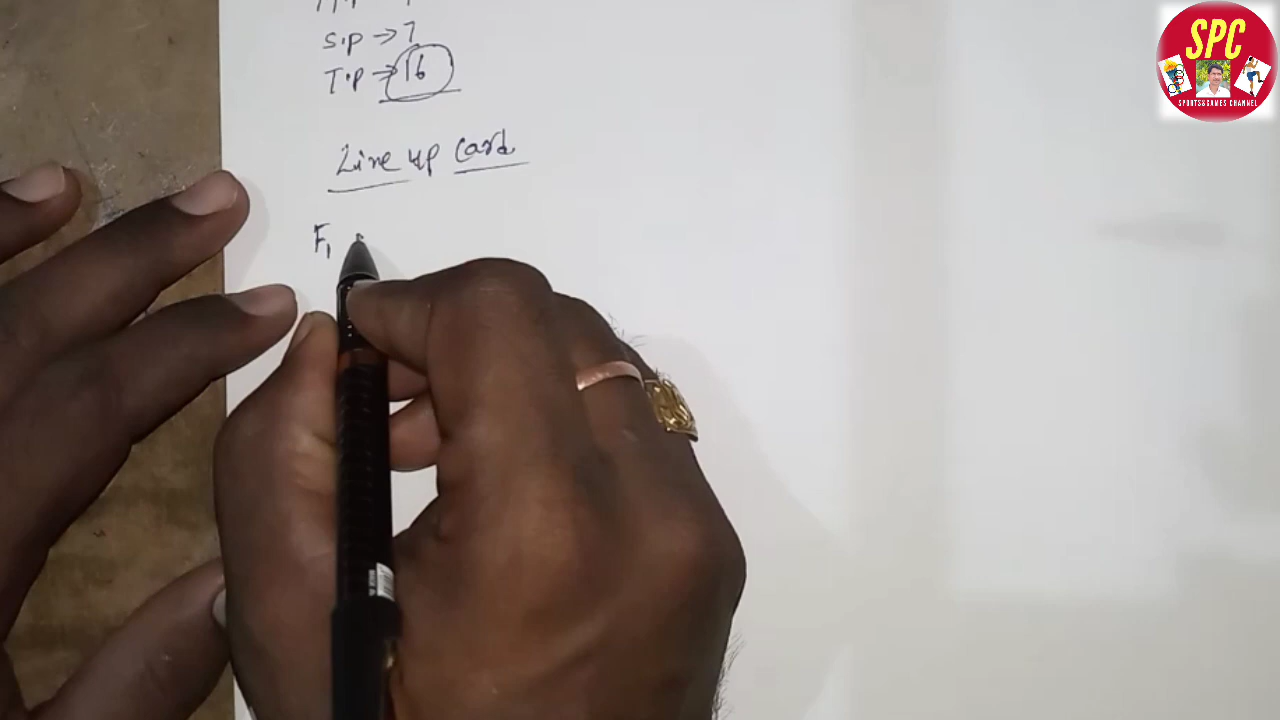 S.P → 7
T.P → 16
Line up Card
F1
SPC
SPORTS&GAMES CHANNEL